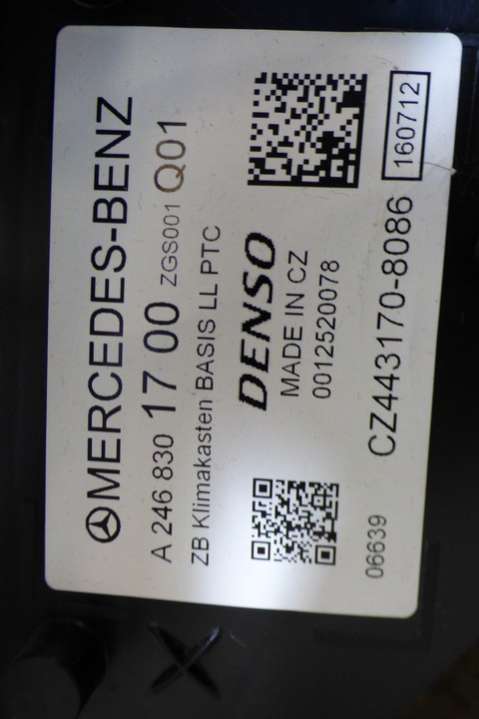 MERCEDES-BENZ
A 246 830 17 00 ZGS001 Q01
ZB Klimakasten BASIS LL PTC
DENSO
MADE IN CZ
0012520078
CZ443170-8086 160712
06639